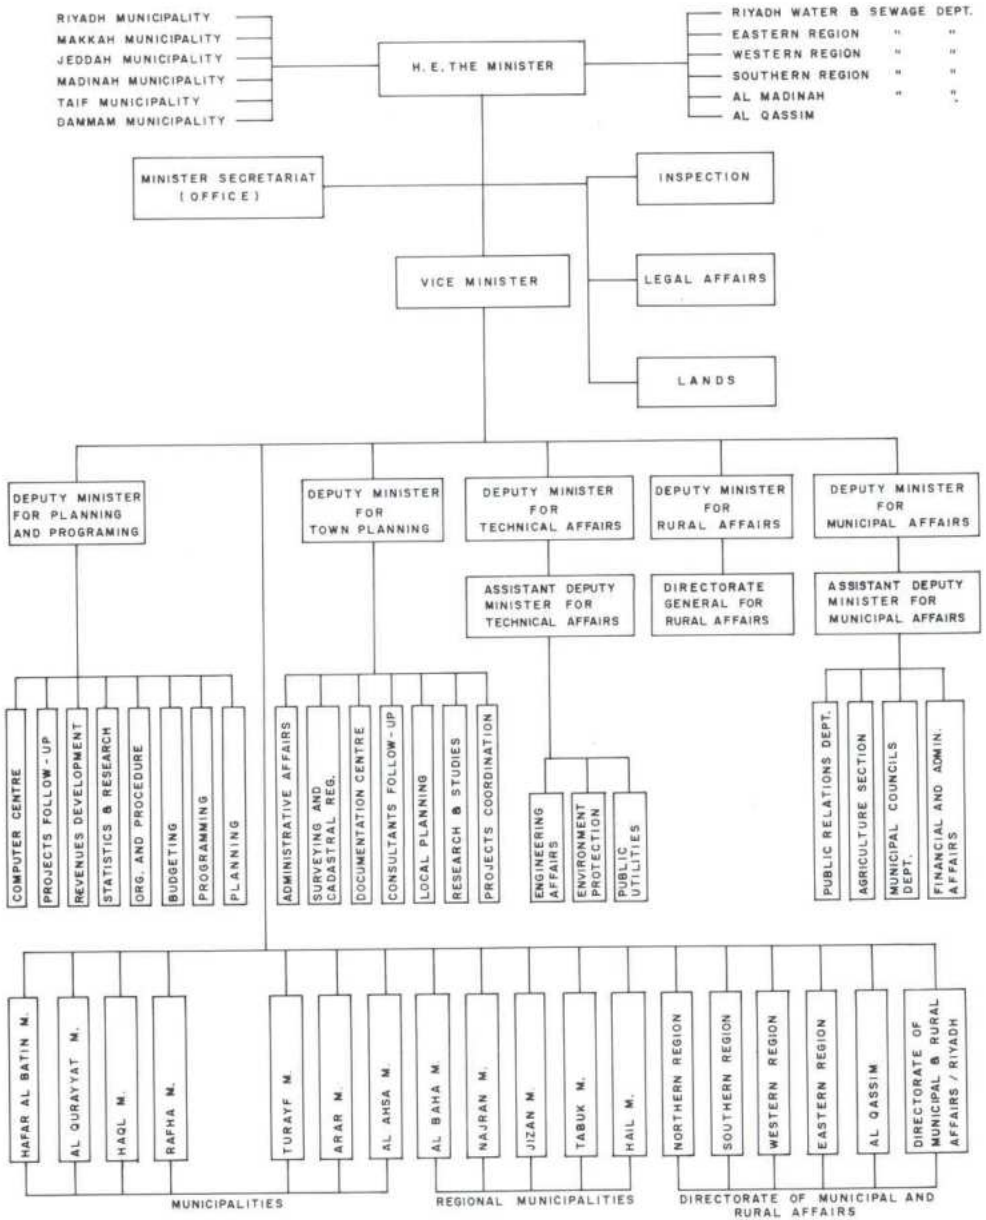 RIYADH MUNICIPALITY
MAKKAH MUNICIPALITY
JEDDAH MUNICIPALITY
MADINAH MUNICIPALITY
TAIF MUNICIPALITY
DAMMAM MUNICIPALITY
H.E. THE MINISTER
RIYADH WATER & SEWAGE DEPT.
EASTERN REGION " "
WESTERN REGION " "
SOUTHERN REGION " "
AL MADINAH " "
AL QASSIM
MINISTER SECRETARIAT
(OFFICE)
INSPECTION
VICE MINISTER
LEGAL AFFAIRS
LANDS
DEPUTY MINISTER
FOR PLANNING
AND PROGRAMING
DEPUTY MINISTER
FOR
TOWN PLANNING
DEPUTY MINISTER
FOR
TECHNICAL AFFAIRS
DEPUTY MINISTER
FOR
RURAL AFFAIRS
DEPUTY MINISTER
FOR
MUNICIPAL AFFAIRS
ASSISTANT DEPUTY
MINISTER FOR
TECHNICAL AFFAIRS
DIRECTORATE
GENERAL FOR
RURAL AFFAIRS
ASSISTANT DEPUTY
MINISTER FOR
MUNICIPAL AFFAIRS
COMPUTER CENTRE
PROJECTS FOLLOW-UP
REVENUES DEVELOPMENT
STATISTICS & RESEARCH
ORG. AND PROCEDURE
BUDGETING
PROGRAMMING
PLANNING
ADMINISTRATIVE AFFAIRS
SURVEYING AND
CADASTRAL REG.
DOCUMENTATION CENTRE
CONSULTANTS FOLLOW-UP
LOCAL PLANNING
RESEARCH & STUDIES
PROJECTS COORDINATION
ENGINEERING
AFFAIRS
ENVIRONMENT
PROTECTION
PUBLIC
UTILITIES
PUBLIC RELATIONS DEPT.
AGRICULTURE SECTION
MUNICIPAL COUNCILS
DEPT.
FINANCIAL AND ADMIN.
AFFAIRS
HAFAR AL BATIN M.
AL QURAYYAT M.
HAQL M.
RAFHA M.
TURAYF M.
ARAR M.
AL AHSA M.
AL BAHA M.
NAJRAN M.
JIZAN M.
TABUK M.
HAIL M.
NORTHERN REGION
SOUTHERN REGION
WESTERN REGION
EASTERN REGION
AL QASSIM
DIRECTORATE OF
MUNICIPAL & RURAL
AFFAIRS / RIYADH
MUNICIPALITIES
REGIONAL MUNICIPALITIES
DIRECTORATE OF MUNICIPAL AND
RURAL AFFAIRS